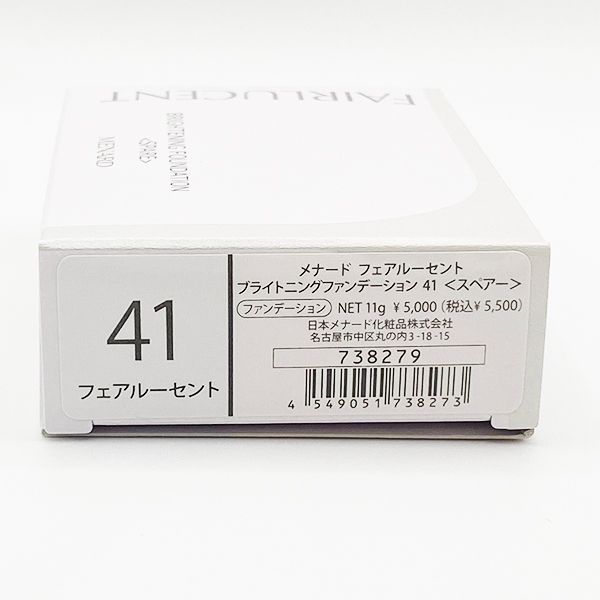 FAIRLUCENT
BRIGHTENING FOUNDATION
<SPARE>
MENARD
41
フェアルーセント
メナード フェアルーセント
ブライトニングファンデーション 41 <スペアー>
ファンデーション NET 11g ¥5,000 (税込¥5,500)
日本メナード化粧品株式会社
名古屋市中区丸の内3-18-15
738279
4 549051 738273